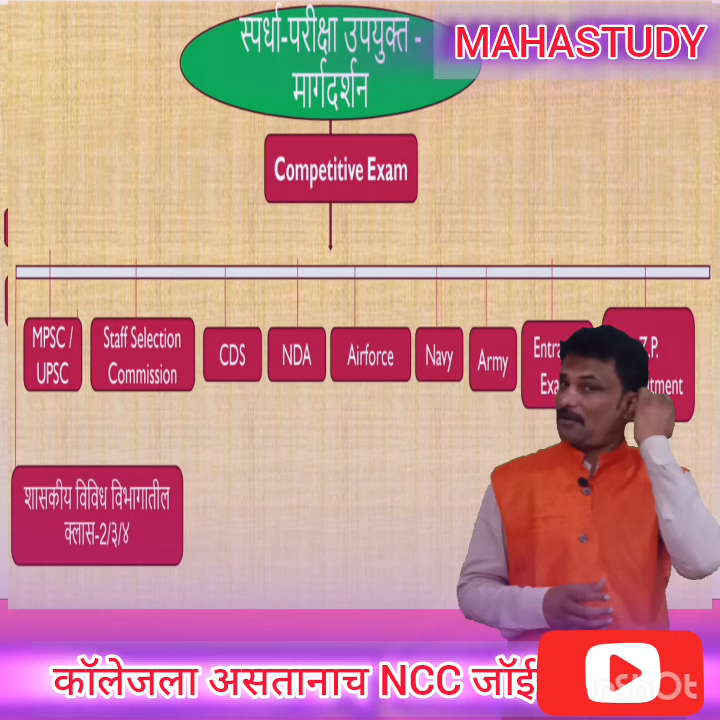 स्पर्धा-परीक्षा उपयुक्त -
मार्गदर्शन
MAHASTUDY
Competitive Exam
MPSC /
UPSC
Staff Selection
Commission
CDS
NDA
Airforce
Navy
Army
Z.P.
शासकीय विविध विभागातील
क्लास-2/३/४
कॉलेजला असतानाच NCC